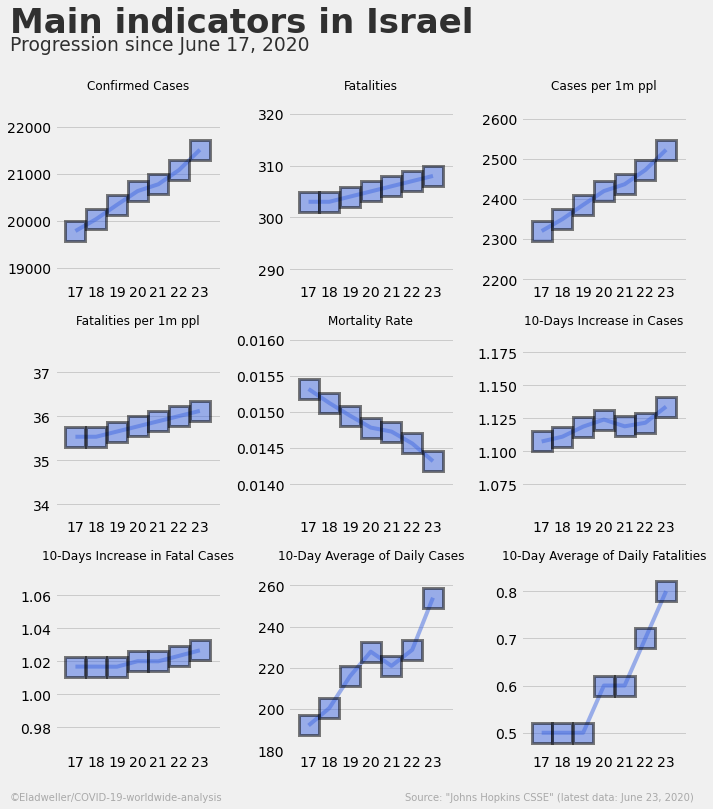 Main indicators in Israel
Progression since June 17, 2020
Confirmed Cases
22000
21000
20000
19000
17 18 19 20 21 22 23
Fatalities
320
310
300
290
17 18 19 20 21 22 23
Cases per 1m ppl
2600
2500
2400
2300
2200
17 18 19 20 21 22 23
Fatalities per 1m ppl
37
36
35
34
17 18 19 20 21 22 23
Mortality Rate
0.0160
0.0155
0.0150
0.0145
0.0140
17 18 19 20 21 22 23
10-Days Increase in Cases
1.175
1.150
1.125
1.100
1.075
17 18 19 20 21 22 23
10-Days Increase in Fatal Cases
1.06
1.04
1.02
1.00
0.98
17 18 19 20 21 22 23
10-Day Average of Daily Cases
260
240
220
200
180
17 18 19 20 21 22 23
10-Day Average of Daily Fatalities
0.8
0.7
0.6
0.5
17 18 19 20 21 22 23
©Eladweller/COVID-19-worldwide-analysis
Source: "Johns Hopkins CSSE" (latest data: June 23, 2020)